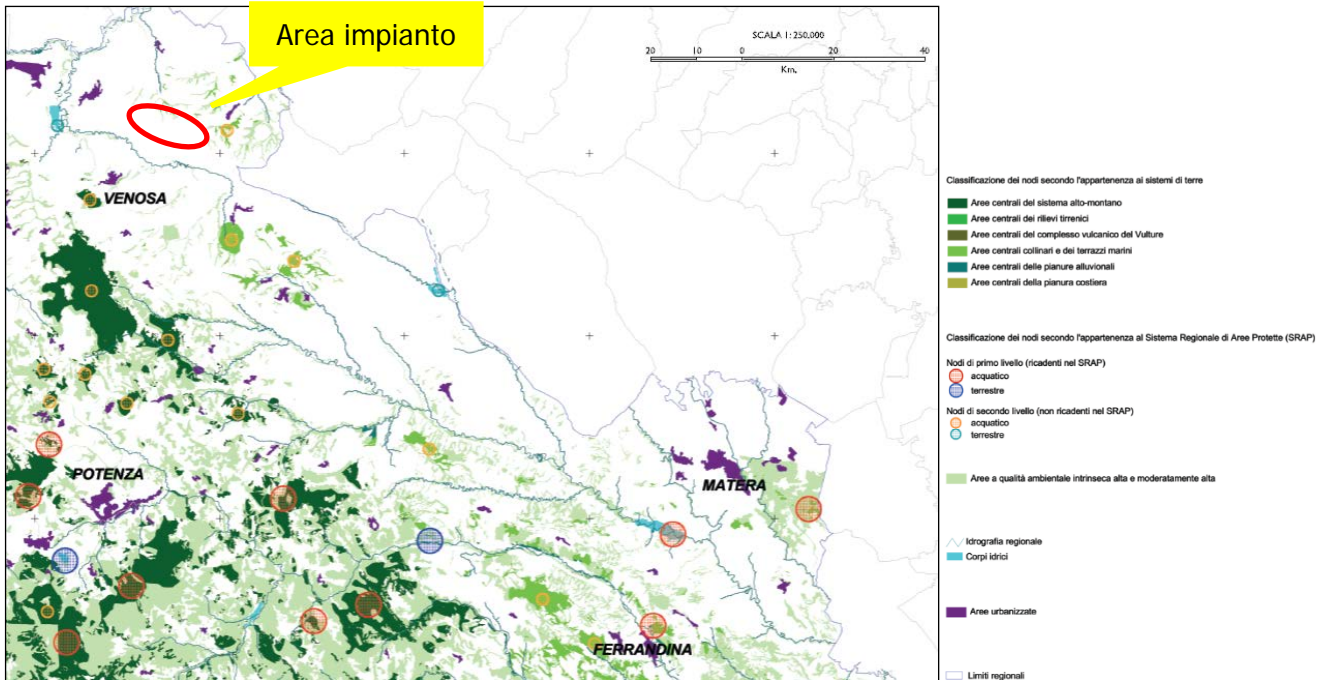 Area impianto
SCALA 1:250.000
20 10 0 20 40
Km.
VENOSA
POTENZA
MATERA
FERRANDINA
Classificazione dei nodi secondo l'appartenenza ai sistemi di terre
Aree centrali del sistema alto-montano
Aree centrali dei rilievi tirrenici
Aree centrali del complesso vulcanico del Vulture
Aree centrali collinari e dei terrazzi marini
Aree centrali delle pianure alluvionali
Aree centrali della pianura costiera
Classificazione dei nodi secondo l'appartenenza al Sistema Regionale di Aree Protette (SRAP)
Nodi di primo livello (ricadenti nel SRAP)
acquatico
terrestre
Nodi di secondo livello (non ricadenti nel SRAP)
acquatico
terrestre
Aree a qualità ambientale intrinseca alta e moderatamente alta
Idrografia regionale
Corpi idrici
Aree urbanizzate
Limiti regionali